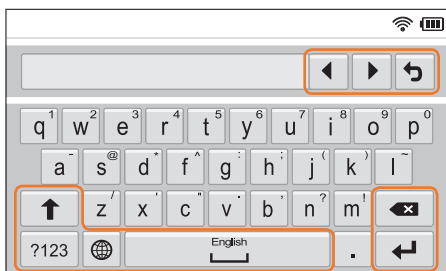 q 1 w 2 e 3 r 4 t 5 y 6 u 7 i 8 o 9 p 0
a - s @ d * f ^ g : h ; j ( k ) l ~
z / x ' c " v . b , n ? m !
?123 English .